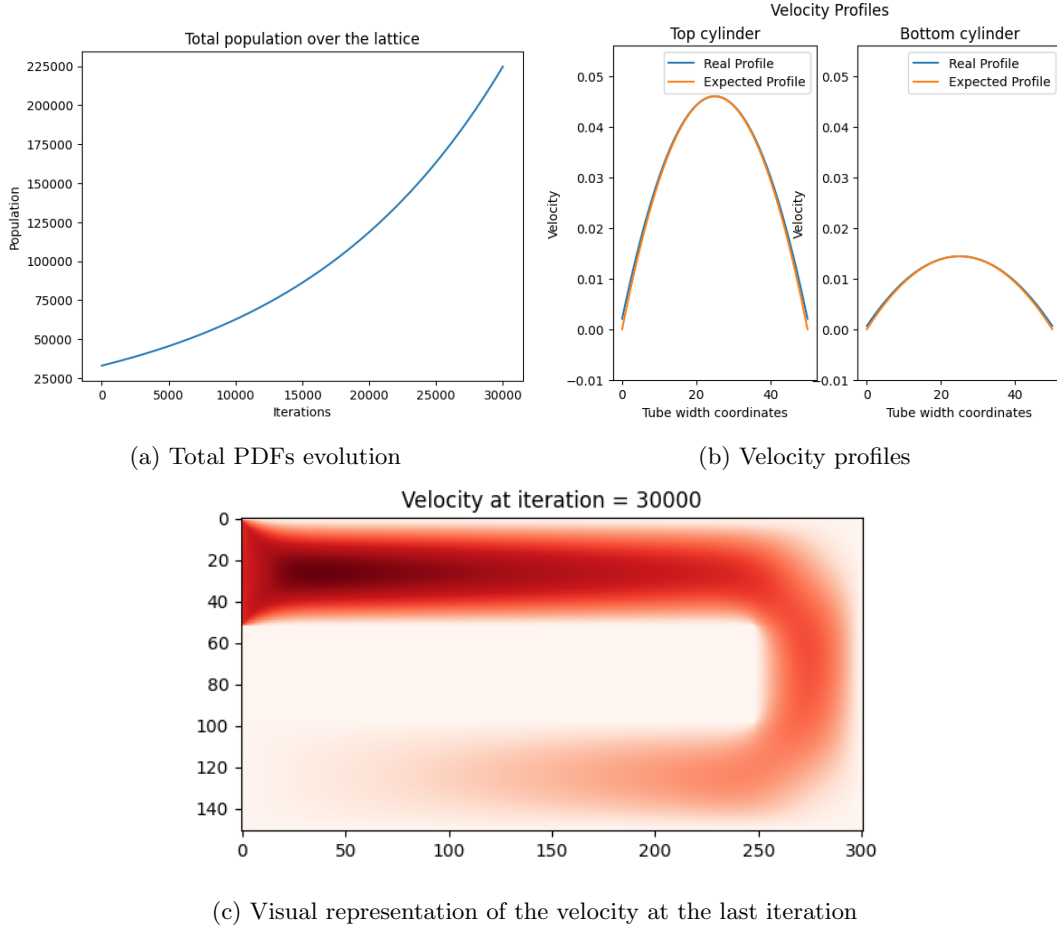 Total population over the lattice
225000
200000
175000
150000
125000
100000
75000
50000
25000
Population
0 5000 10000 15000 20000 25000 30000
Iterations
(a) Total PDFs evolution
Velocity Profiles
Top cylinder
Real Profile
Expected Profile
0.05
0.04
0.03
0.02
0.01
0.00
−0.01
Velocity
0 20 40
Tube width coordinates
Bottom cylinder
Real Profile
Expected Profile
0.05
0.04
0.03
0.02
0.01
0.00
−0.01
Velocity
0 20 40
Tube width coordinates
(b) Velocity profiles
Velocity at iteration = 30000
0
20
40
60
80
100
120
140
0 50 100 150 200 250 300
(c) Visual representation of the velocity at the last iteration